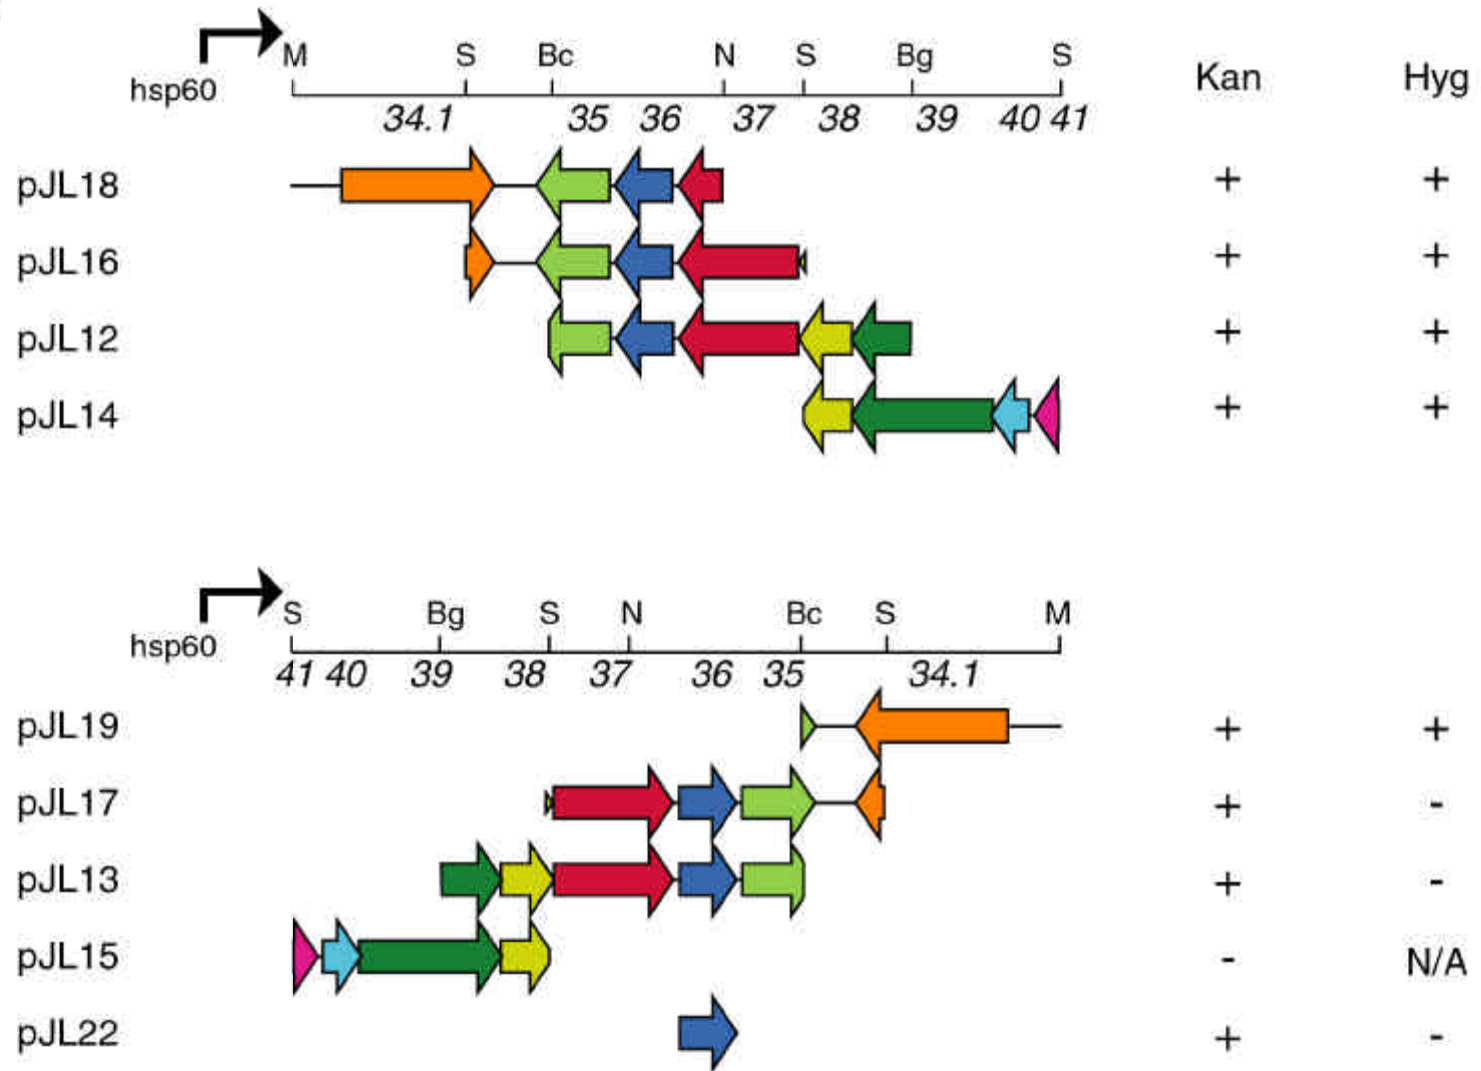 M S Bc N S Bg S
hsp60
Kan Hyg
34.1 35 36 37 38 39 40 41
pJL18 + +
pJL16 + +
pJL12 + +
pJL14 + +
S Bg S N Bc S M
hsp60
41 40 39 38 37 36 35 34.1
pJL19 + +
pJL17 + -
pJL13 + -
pJL15 - N/A
pJL22 + -